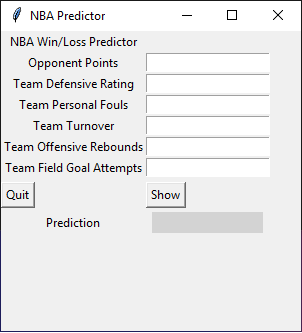 NBA Predictor
NBA Win/Loss Predictor
Opponent Points
Team Defensive Rating
Team Personal Fouls
Team Turnover
Team Offensive Rebounds
Team Field Goal Attempts
Quit Show
Prediction